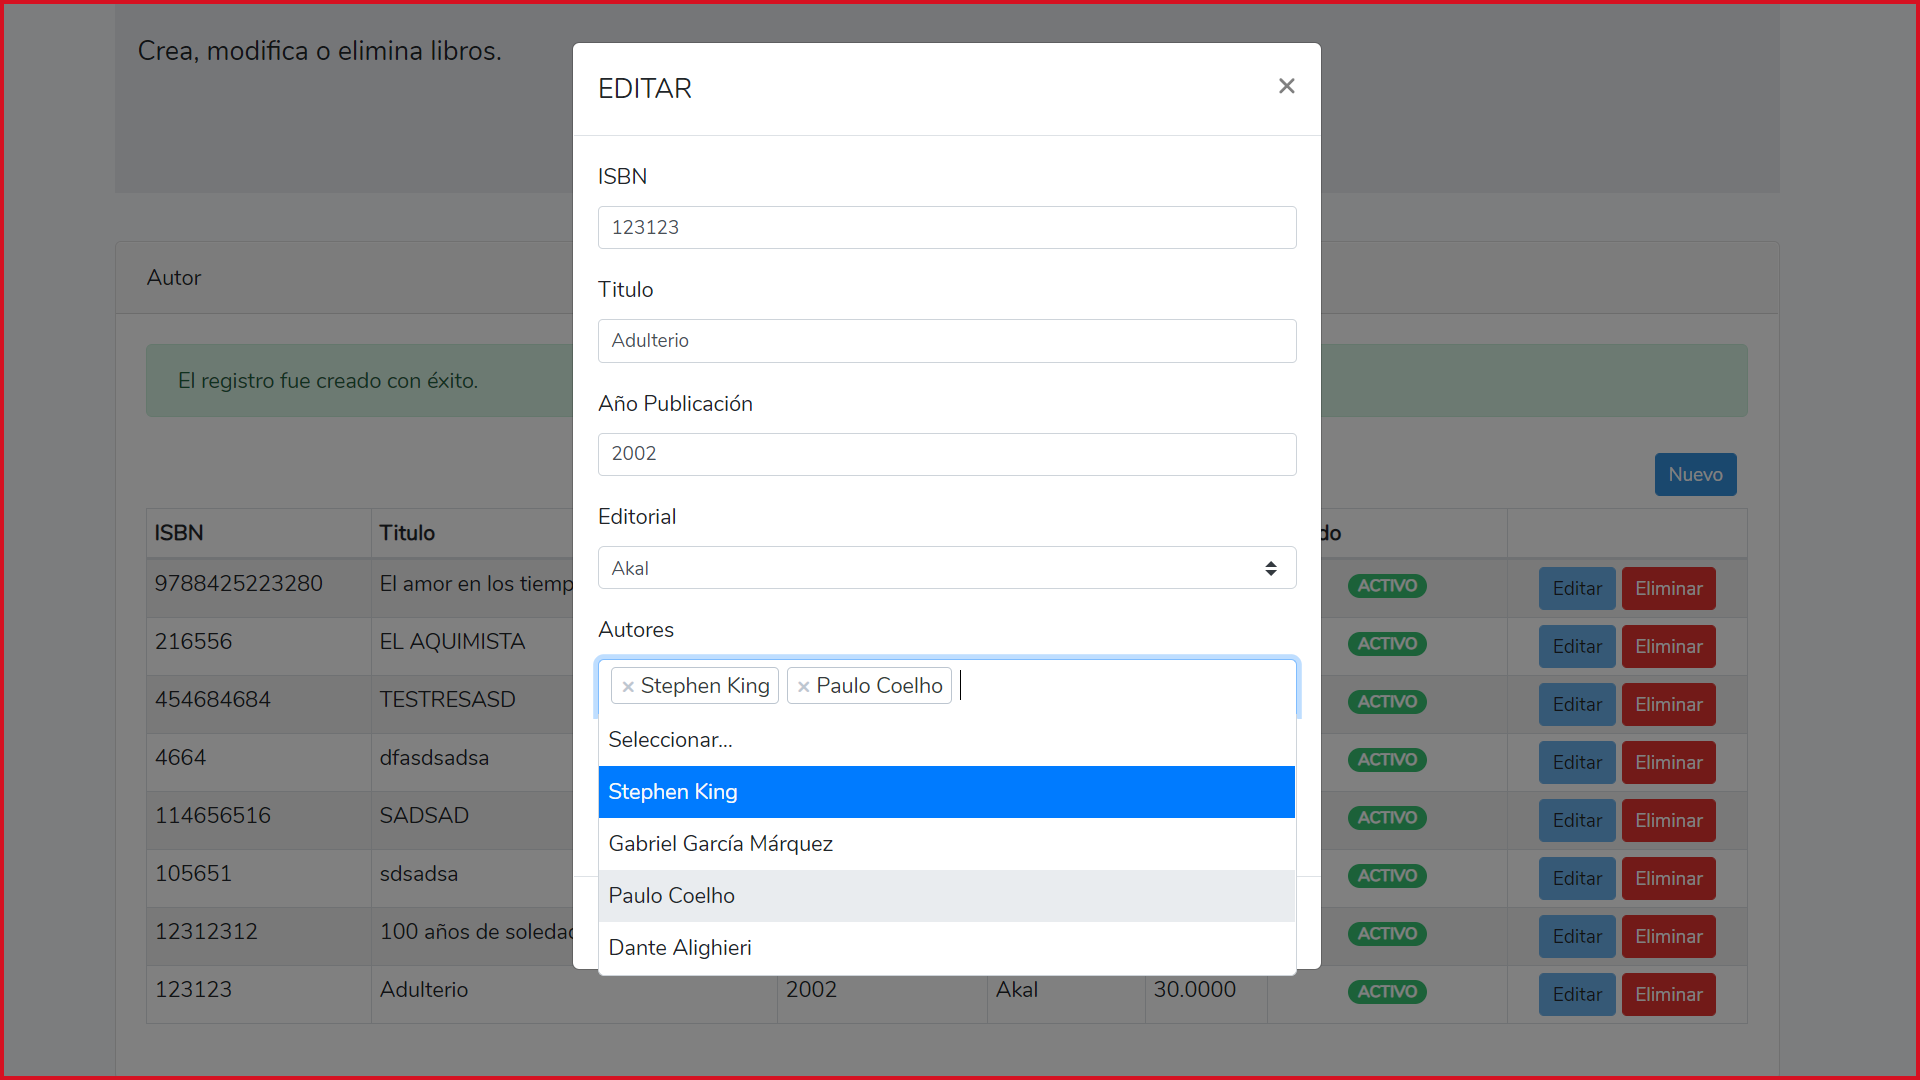 Crea, modifica o elimina libros.
EDITAR ×
ISBN
123123
Titulo
Adulterio
Año Publicación
2002
Editorial
Akal
Autores
× Stephen King × Paulo Coelho
Seleccionar...
Stephen King
Gabriel García Márquez
Paulo Coelho
Dante Alighieri
Autor
El registro fue creado con éxito.
Nuevo
ISBN Titulo do
9788425223280 El amor en los tiemp ACTIVO Editar Eliminar
216556 EL AQUIMISTA ACTIVO Editar Eliminar
454684684 TESTRESASD ACTIVO Editar Eliminar
4664 dfasdsadsa ACTIVO Editar Eliminar
114656516 SADSAD ACTIVO Editar Eliminar
105651 sdsadsa ACTIVO Editar Eliminar
12312312 100 años de soledad ACTIVO Editar Eliminar
123123 Adulterio 2002 Akal 30.0000 ACTIVO Editar Eliminar